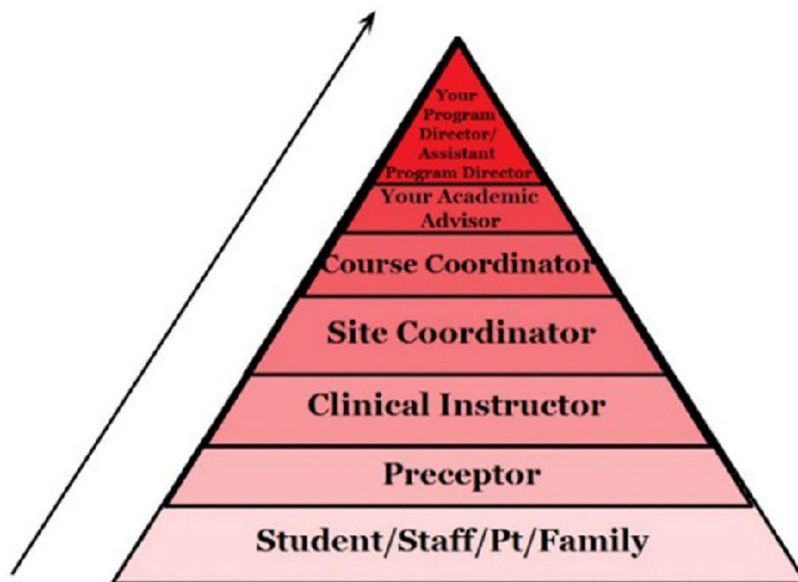 Your
Program
Director/
Assistant
Program Director
Your Academic
Advisor
Course Coordinator
Site Coordinator
Clinical Instructor
Preceptor
Student/Staff/Pt/Family